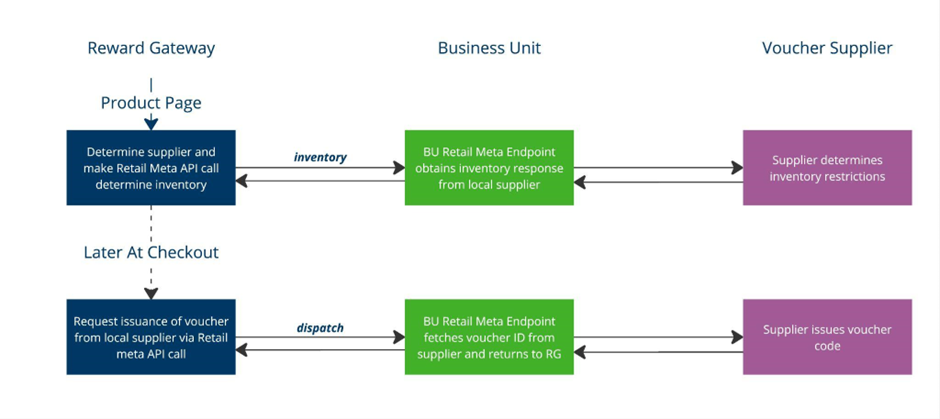 Reward Gateway
Business Unit
Voucher Supplier
Product Page
Determine supplier and
make Retail Meta API call
determine inventory
inventory
BU Retail Meta Endpoint
obtains inventory response
from local supplier
Supplier determines
inventory restrictions
Later At Checkout
Request issuance of voucher
from local supplier via Retail
meta API call
dispatch
BU Retail Meta Endpoint
fetches voucher ID from
supplier and returns to RG
Supplier issues voucher
code